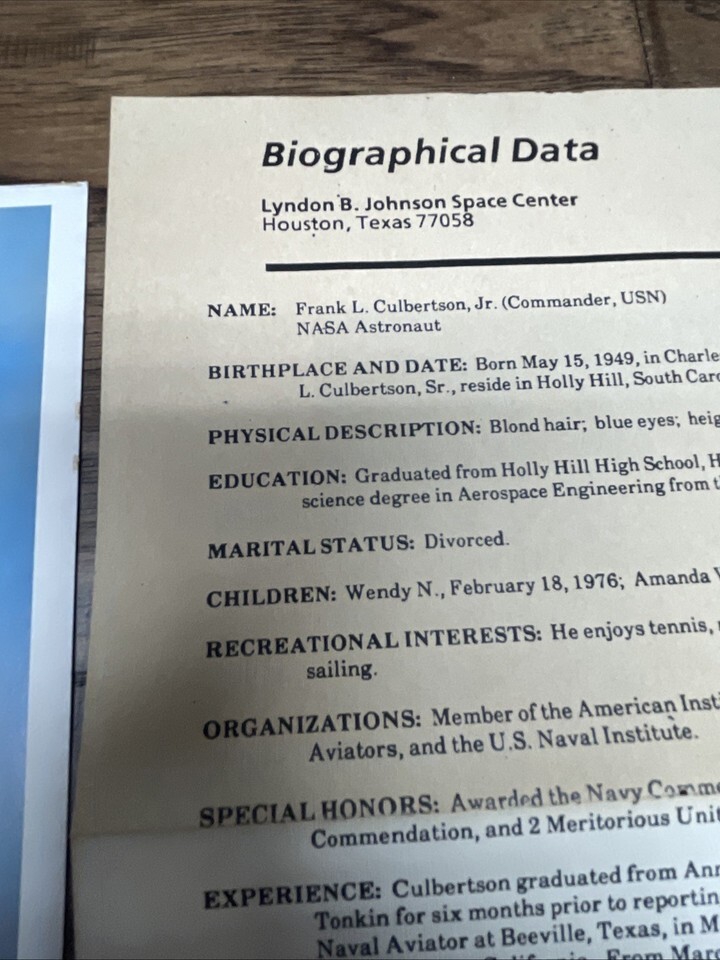 Biographical Data
Lyndon B. Johnson Space Center
Houston, Texas 77058
NAME: Frank L. Culbertson, Jr. (Commander, USN)
NASA Astronaut
BIRTHPLACE AND DATE: Born May 15, 1949, in
L. Culbertson, Sr., reside in Holly Hill, South
PHYSICAL DESCRIPTION: Blond hair; blue eyes;
EDUCATION: Graduated from Holly Hill High School,
science degree in Aerospace Engineering from
MARITAL STATUS: Divorced.
CHILDREN: Wendy N., February 18, 1976; Amanda
RECREATIONAL INTERESTS: He enjoys tennis,
sailing.
ORGANIZATIONS: Member of the American
Aviators, and the U.S. Naval Institute.
SPECIAL HONORS: Awarded the Navy
Commendation, and 2 Meritorious
EXPERIENCE: Culbertson graduated from
Tonkin for six months prior to
Naval Aviator at Beeville, Texas, in
From